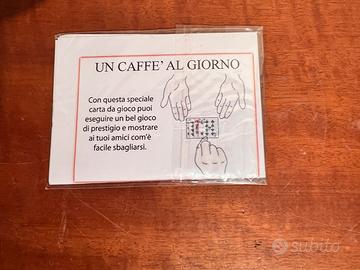 UN CAFFE' AL GIORNO
Con questa speciale
carta da gioco puoi
eseguire un bel gioco
di prestigio e mostrare
ai tuoi amici com'è
facile sbagliarsi.
subito